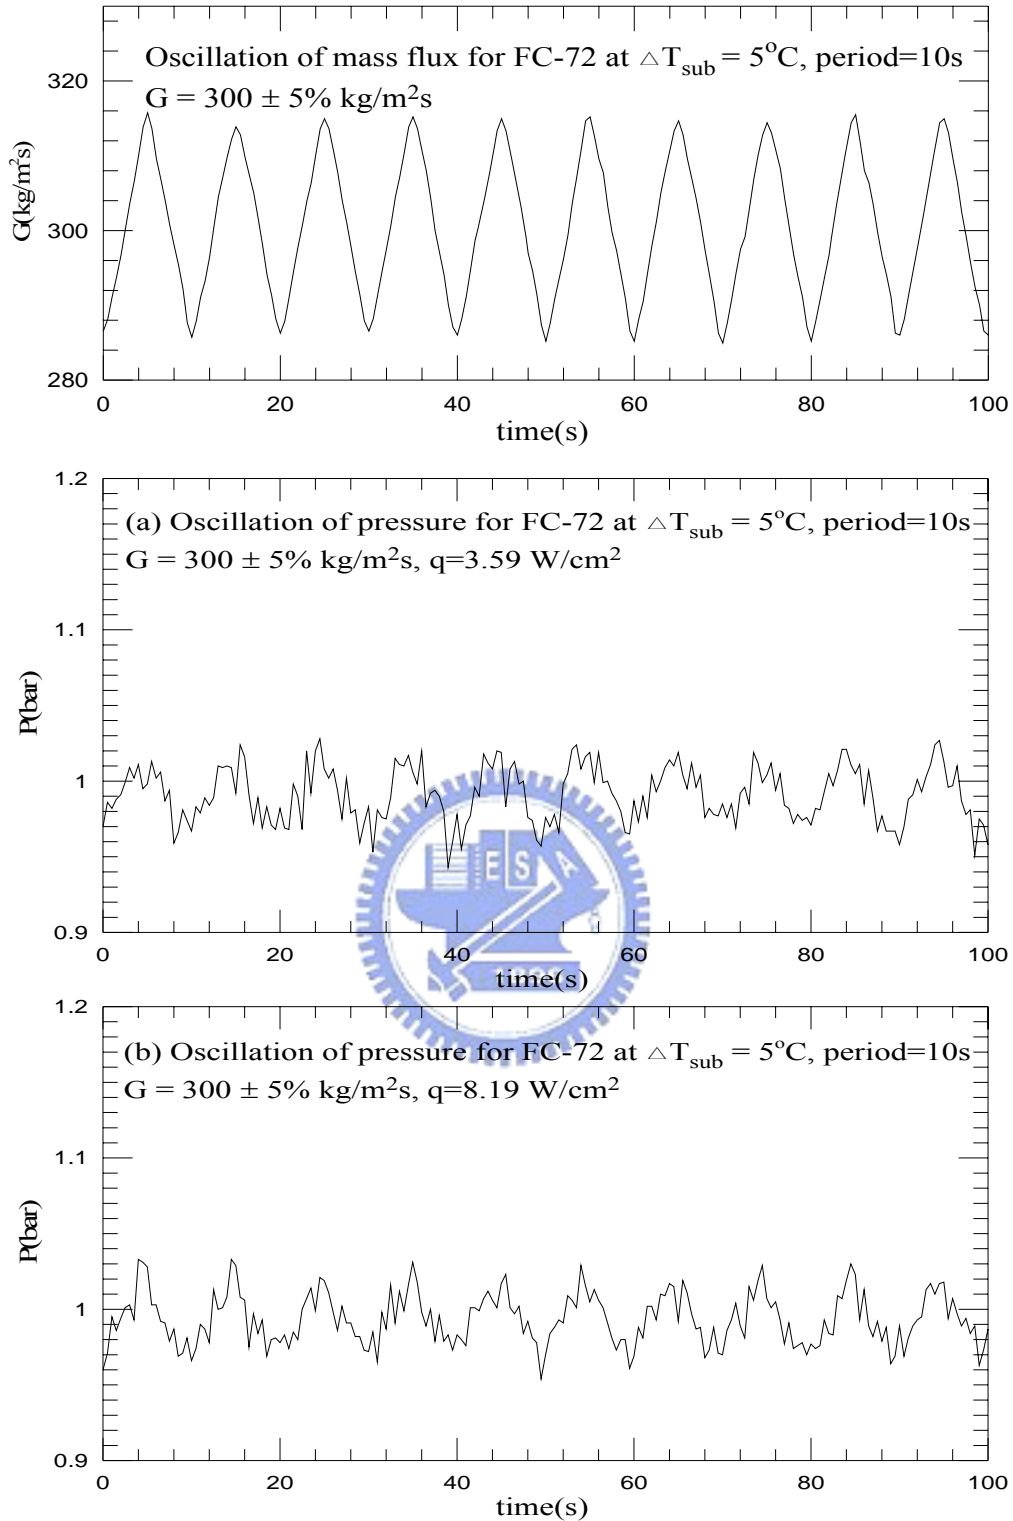 Oscillation of mass flux for FC-72 at △Tsub = 5°C, period=10s
G = 300 ± 5% kg/m²s
320
300
280
G(kg/m²s)
0 20 40 60 80 100
time(s)
1.2
(a) Oscillation of pressure for FC-72 at △Tsub = 5°C, period=10s
G = 300 ± 5% kg/m²s, q=3.59 W/cm²
1.1
P(bar)
1
E S A
0.9
0 20 40 60 80 100
1896
time(s)
1.2
(b) Oscillation of pressure for FC-72 at △Tsub = 5°C, period=10s
G = 300 ± 5% kg/m²s, q=8.19 W/cm²
1.1
P(bar)
1
0.9
0 20 40 60 80 100
time(s)